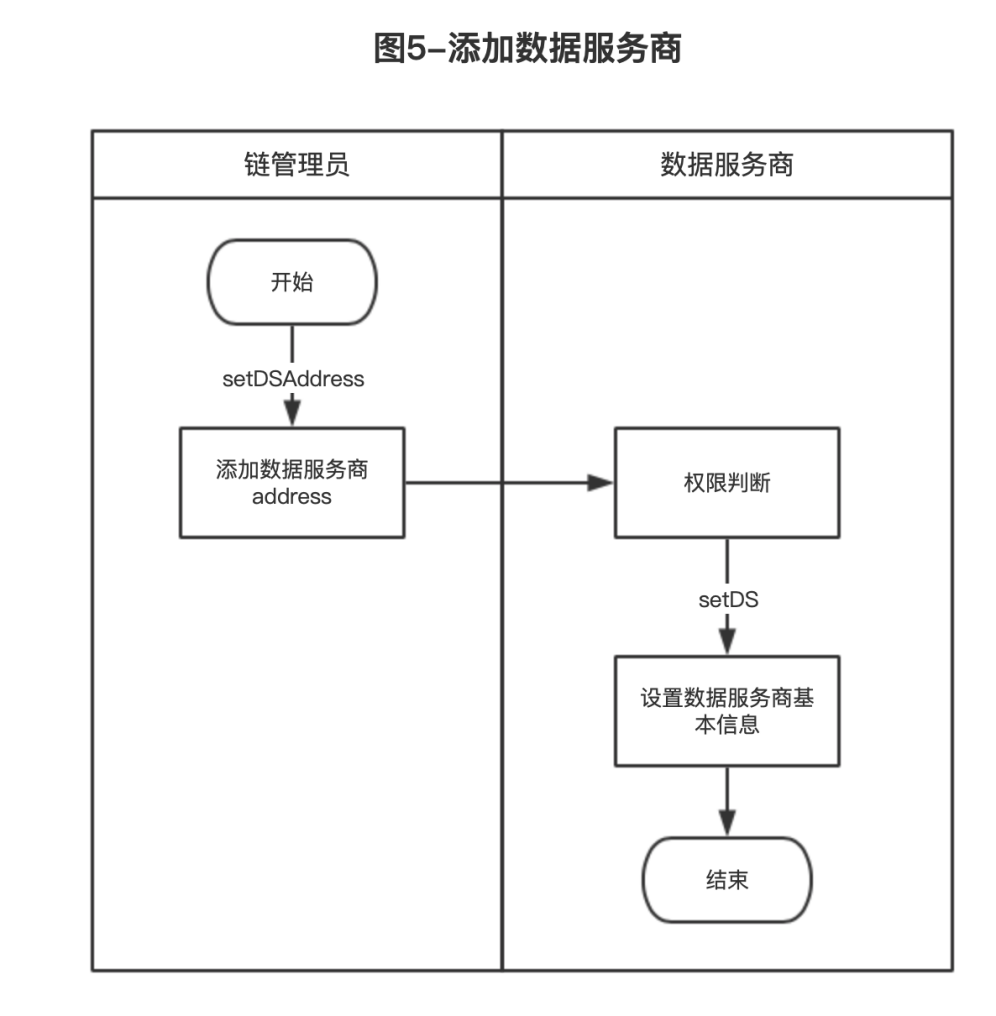 图5-添加数据服务商
链管理员
数据服务商
开始
setDSAddress
添加数据服务商
address
权限判断
setDS
设置数据服务商基
本信息
结束